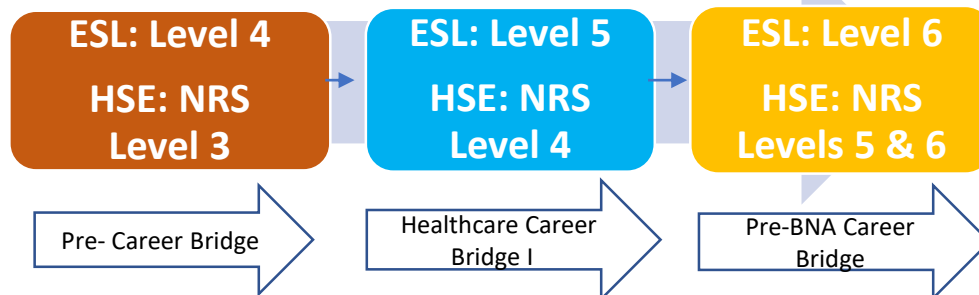 ESL: Level 4
HSE: NRS
Level 3
ESL: Level 5
HSE: NRS
Level 4
ESL: Level 6
HSE: NRS
Levels 5 & 6
Pre- Career Bridge
Healthcare Career
Bridge I
Pre-BNA Career
Bridge